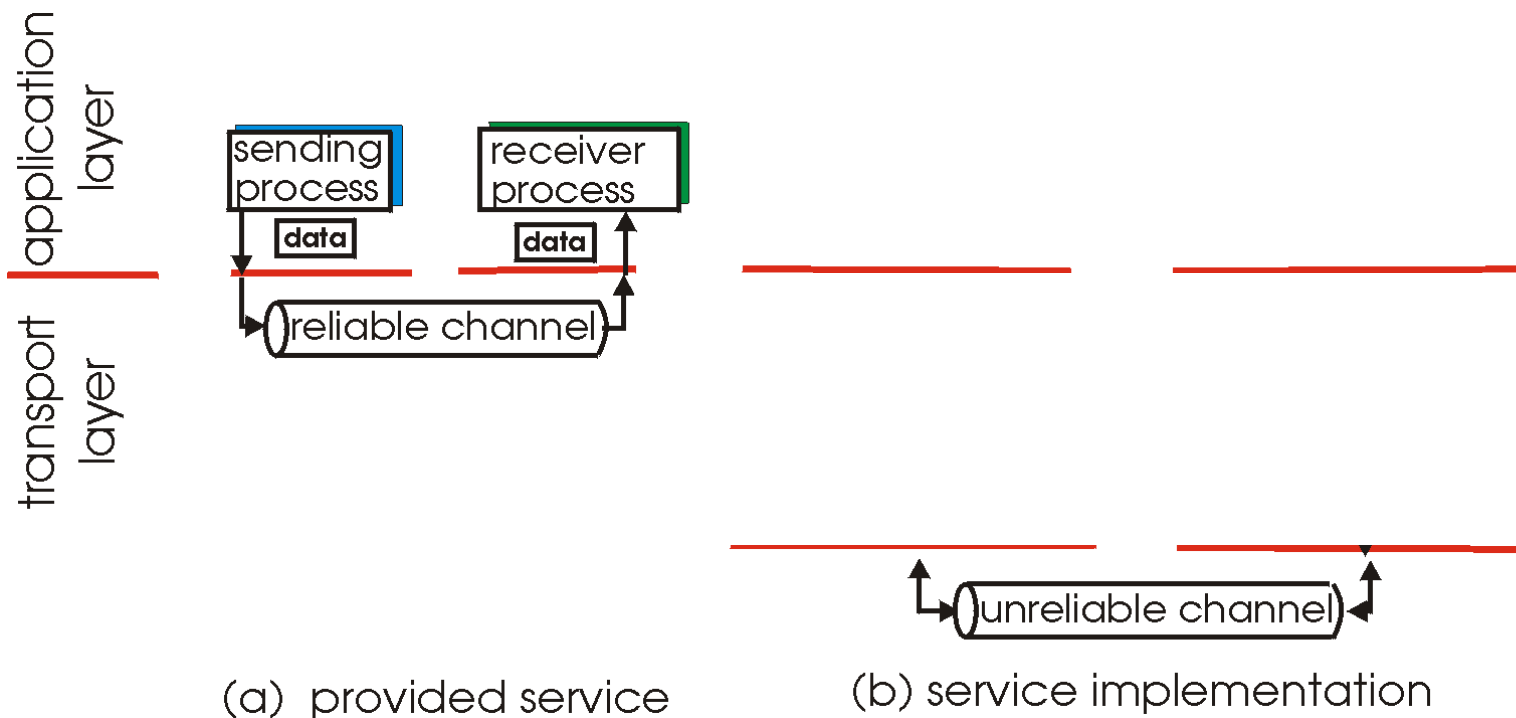 application
layer
transport
layer
sending
process
receiver
process
data
data
reliable channel
unreliable channel
(a) provided service
(b) service implementation